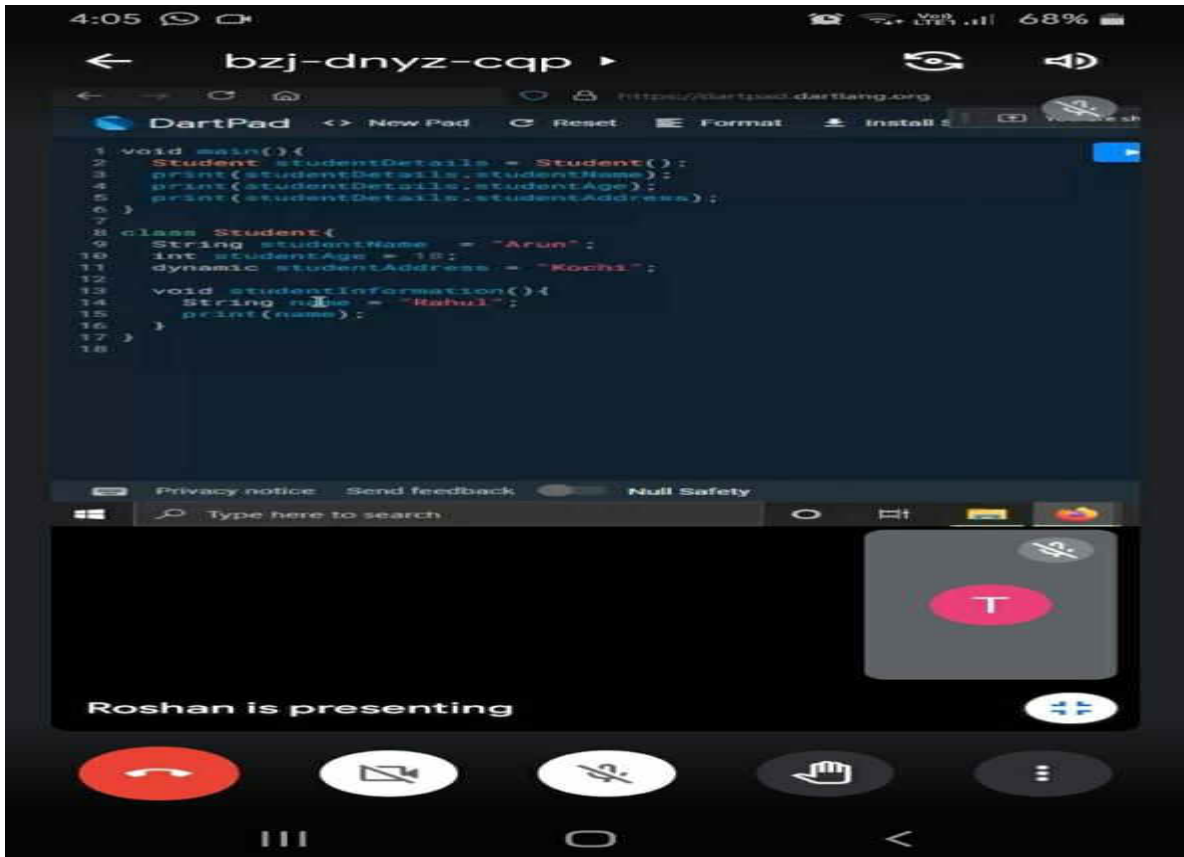 4:05 68%
bzj-dnyz-cqp
https://dartpad.dartlang.org
DartPad <> New Pad Reset Format Install
1 void main(){
2 Student studentDetails = Student();
3 print(studentDetails.studentName);
4 print(studentDetails.studentAge);
5 print(studentDetails.studentAddress);
6 }
7
8 class Student{
9 String studentName = "Arun";
10 int studentAge = 18;
11 dynamic studentAddress = "Kochi";
12
13 void studentInformation(){
14 String name = "Rahul";
15 print(name);
16 }
17 }
18
Privacy notice Send feedback Null Safety
Type here to search
T
Roshan is presenting